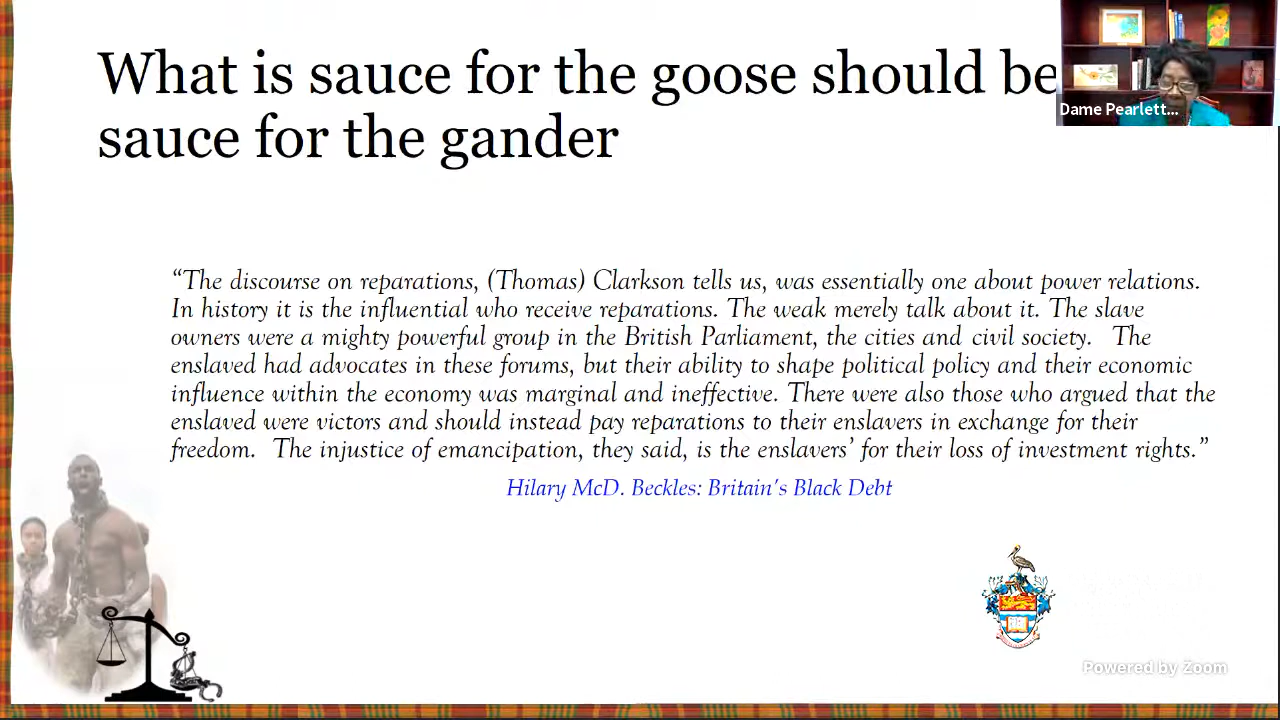 What is sauce for the goose should be
sauce for the gander
Dame Pearlett...
“The discourse on reparations, (Thomas) Clarkson tells us, was essentially one about power relations.
In history it is the influential who receive reparations. The weak merely talk about it. The slave
owners were a mighty powerful group in the British Parliament, the cities and civil society. The
enslaved had advocates in these forums, but their ability to shape political policy and their economic
influence within the economy was marginal and ineffective. There were also those who argued that the
enslaved were victors and should instead pay reparations to their enslavers in exchange for their
freedom. The injustice of emancipation, they said, is the enslavers’ for their loss of investment rights.”
Hilary McD. Beckles: Britain's Black Debt
Powered by Zoom